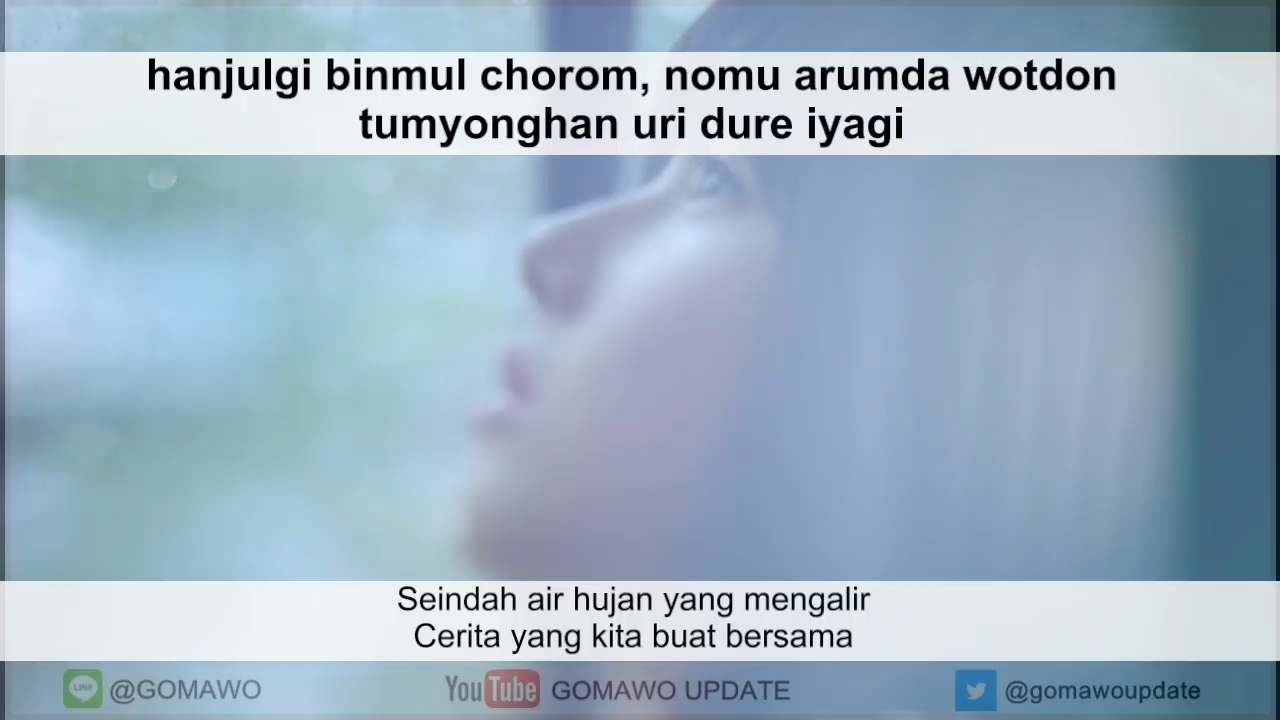 hanjulgi binmul chorom, nomu arumda wotdon
tumyonghan uri dure iyagi
Seindah air hujan yang mengalir
Cerita yang kita buat bersama
LINE @GOMAWO YouTube GOMAWO UPDATE @gomawoupdate